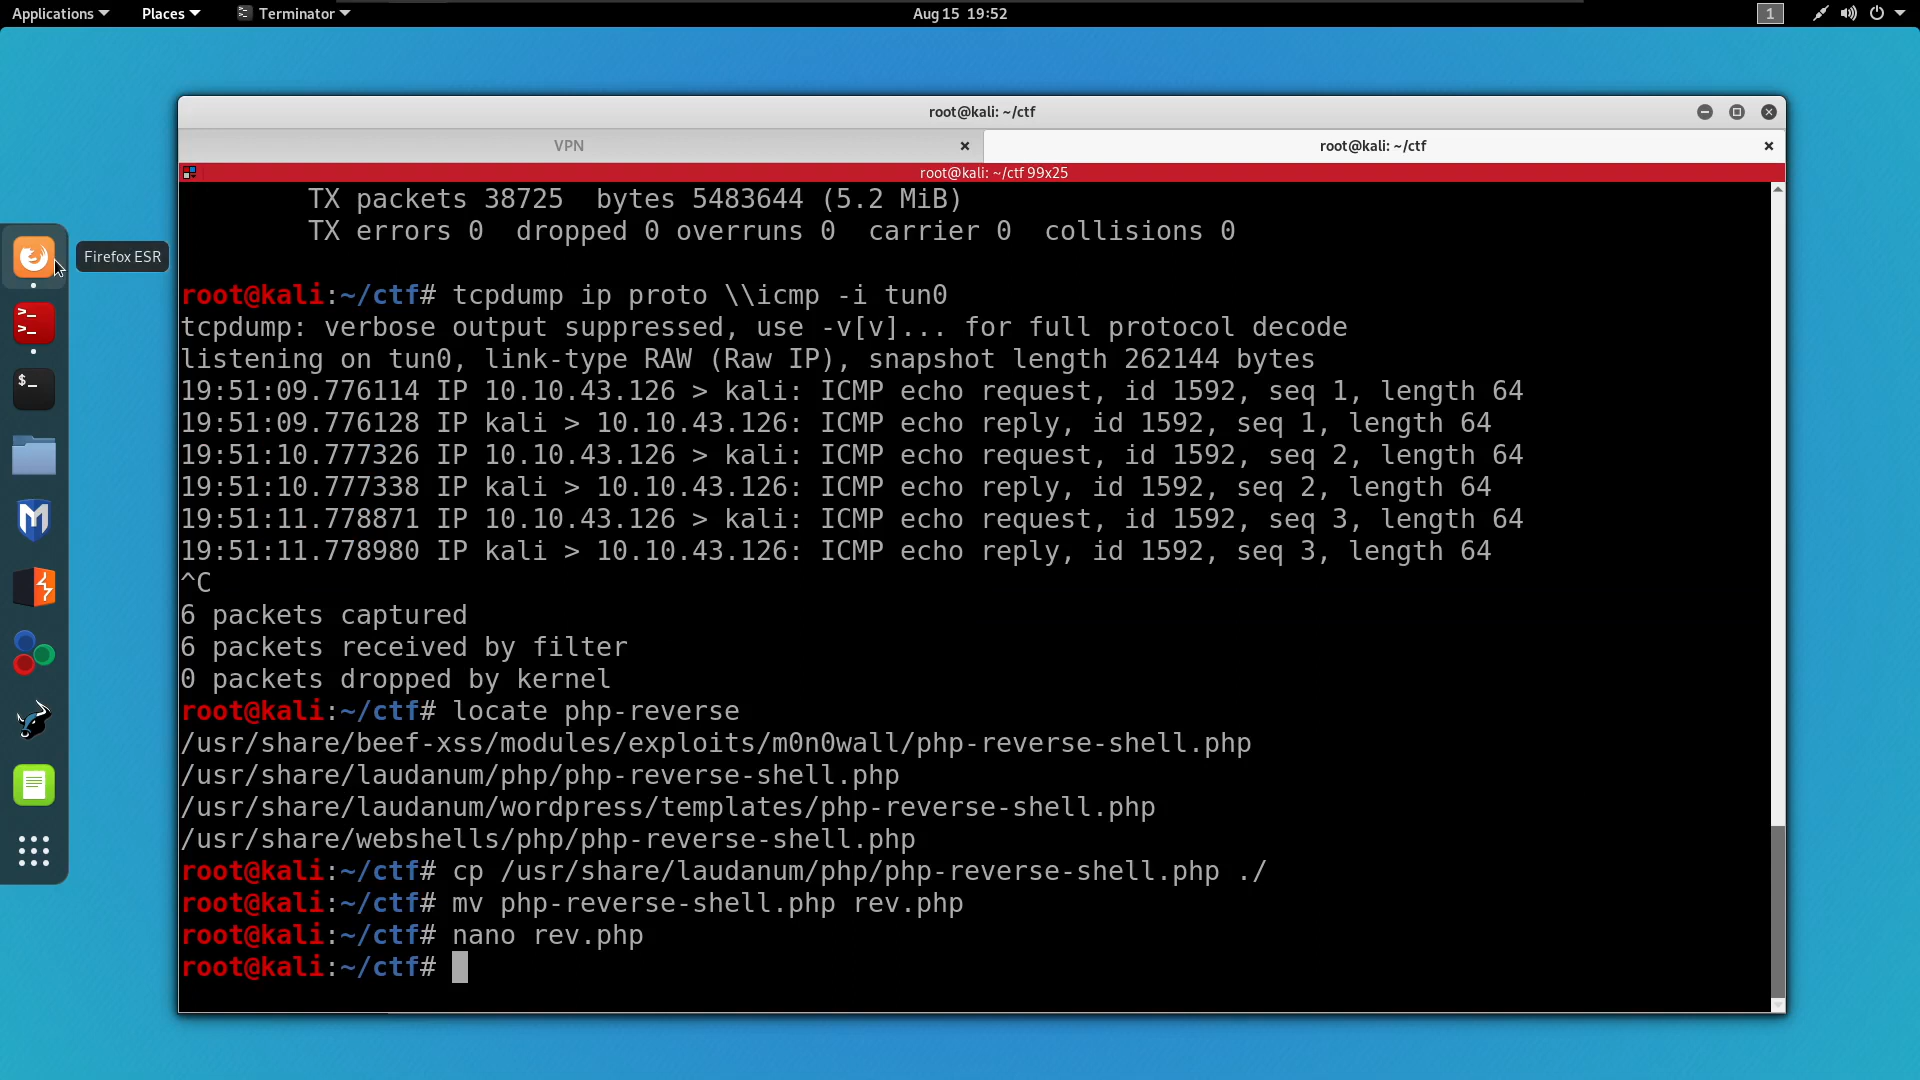 Applications Places Terminator Aug 15 19:52 1
root@kali: ~/ctf
VPN root@kali: ~/ctf
root@kali: ~/ctf 99x25
TX packets 38725 bytes 5483644 (5.2 MiB)
TX errors 0 dropped 0 overruns 0 carrier 0 collisions 0
Firefox ESR
root@kali:~/ctf# tcpdump ip proto \\icmp -i tun0
tcpdump: verbose output suppressed, use -v[v]... for full protocol decode
listening on tun0, link-type RAW (Raw IP), snapshot length 262144 bytes
19:51:09.776114 IP 10.10.43.126 > kali: ICMP echo request, id 1592, seq 1, length 64
19:51:09.776128 IP kali > 10.10.43.126: ICMP echo reply, id 1592, seq 1, length 64
19:51:10.777326 IP 10.10.43.126 > kali: ICMP echo request, id 1592, seq 2, length 64
19:51:10.777338 IP kali > 10.10.43.126: ICMP echo reply, id 1592, seq 2, length 64
19:51:11.778871 IP 10.10.43.126 > kali: ICMP echo request, id 1592, seq 3, length 64
19:51:11.778980 IP kali > 10.10.43.126: ICMP echo reply, id 1592, seq 3, length 64
^C
6 packets captured
6 packets received by filter
0 packets dropped by kernel
root@kali:~/ctf# locate php-reverse
/usr/share/beef-xss/modules/exploits/m0n0wall/php-reverse-shell.php
/usr/share/laudanum/php/php-reverse-shell.php
/usr/share/laudanum/wordpress/templates/php-reverse-shell.php
/usr/share/webshells/php/php-reverse-shell.php
root@kali:~/ctf# cp /usr/share/laudanum/php/php-reverse-shell.php ./
root@kali:~/ctf# mv php-reverse-shell.php rev.php
root@kali:~/ctf# nano rev.php
root@kali:~/ctf#